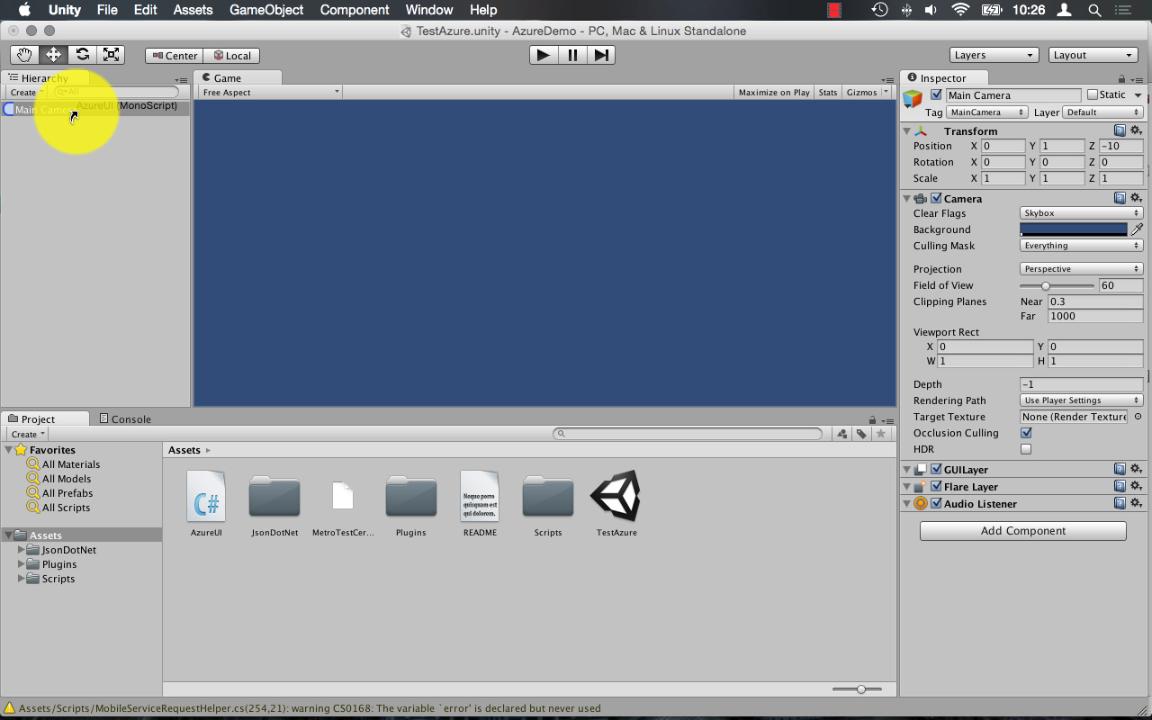 Unity File Edit Assets GameObject Component Window Help 10:26
TestAzure.unity - AzureDemo - PC, Mac & Linux Standalone
Center Local Layers Layout
Hierarchy Game Inspector
Create All Free Aspect Maximize on Play Stats Gizmos
Main Camera AzureUI (MonoScript)
Main Camera Static
Tag MainCamera Layer Default
Transform
Position X 0 Y 1 Z -10
Rotation X 0 Y 0 Z 0
Scale X 1 Y 1 Z 1
Camera
Clear Flags Skybox
Background
Culling Mask Everything
Projection Perspective
Field of View 60
Clipping Planes Near 0.3
Far 1000
Viewport Rect
X 0 Y 0
W 1 H 1
Depth -1
Rendering Path Use Player Settings
Target Texture None (Render Texture
Occlusion Culling
HDR
GUILayer
Flare Layer
Audio Listener
Add Component
Project Console
Create
Favorites
All Materials
All Models
All Prefabs
All Scripts
Assets
JsonDotNet
Plugins
Scripts
Assets
C#
Neque porro
quisquam est
qui dolorem.
AzureUI JsonDotNet MetroTestCer... Plugins README Scripts TestAzure
Assets/Scripts/MobileServiceRequestHelper.cs(254,21): warning CS0168: The variable `error' is declared but never used